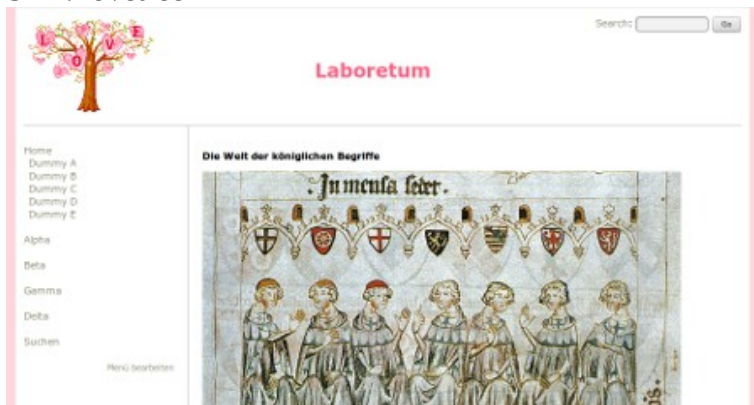 Search:
Go
L O V E
Laboretum
Home
Dummy A
Dummy B
Dummy C
Dummy D
Dummy E
Alpha
Beta
Gamma
Delta
Suchen
Menü bearbeiten
Die Welt der königlichen Begriffe
. In mensa sedet .